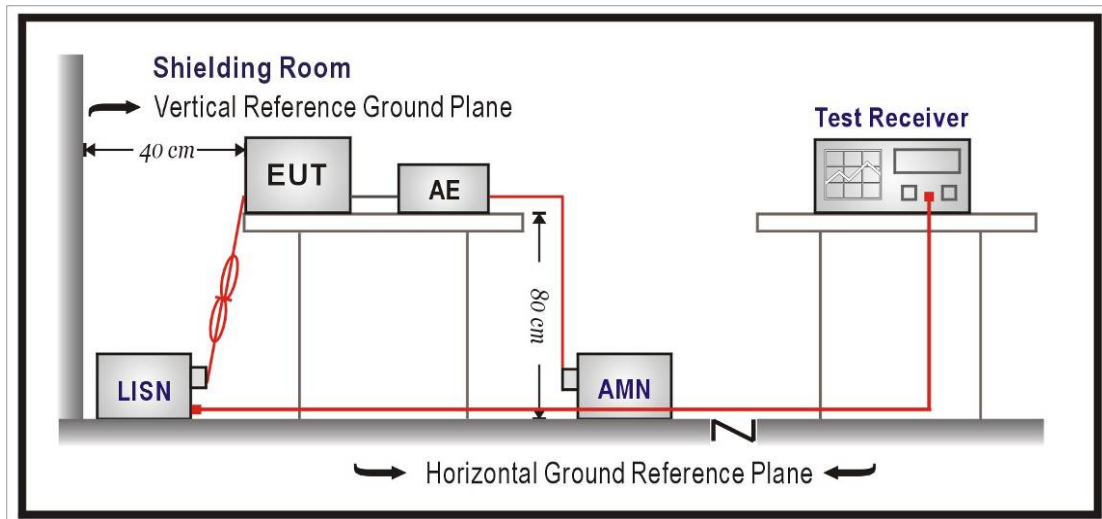 Shielding Room
Vertical Reference Ground Plane
Test Receiver
40 cm
EUT
AE
80 cm
LISN
AMN
Horizontal Ground Reference Plane